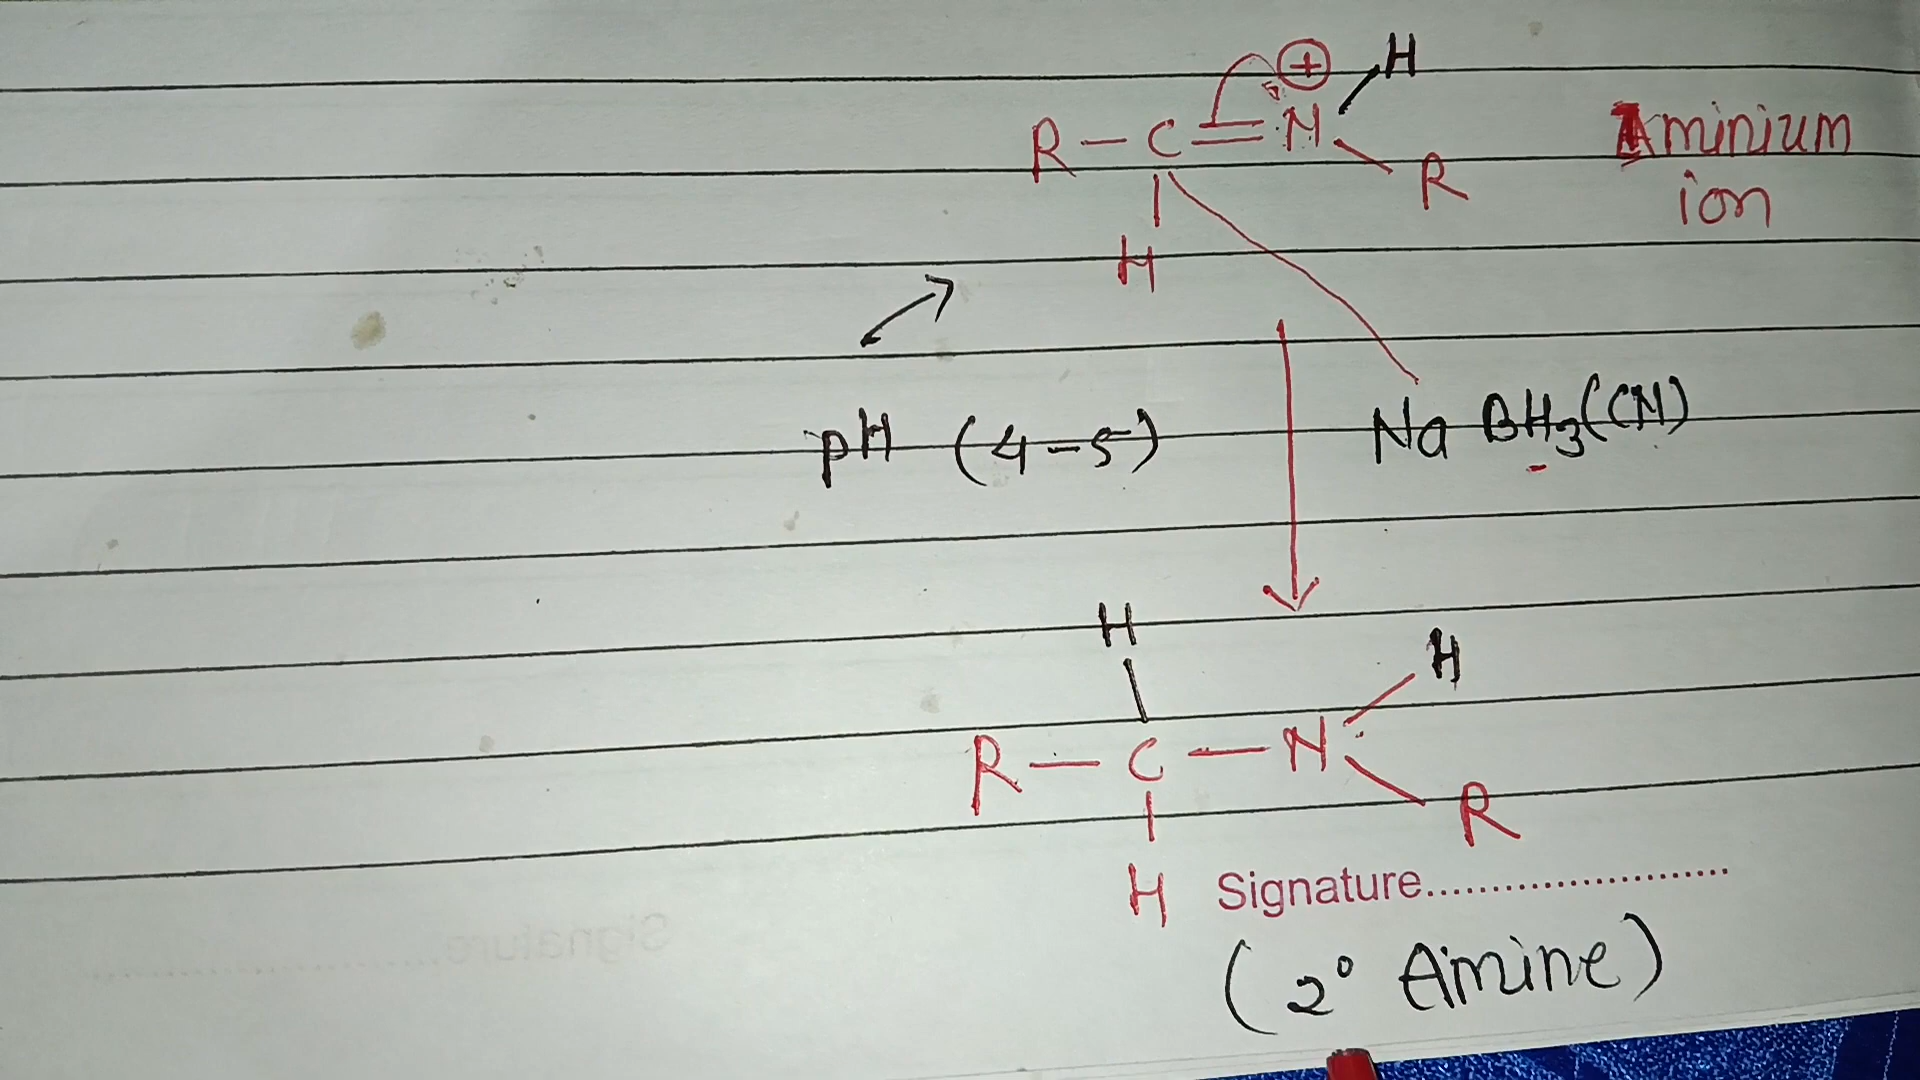 ⊕ H
R - C = N
R
H
Aminium
ion
pH (4-5)
Na BH3(CN)
H
H
R - C - N
R
H
Signature..........................
(2° Amine)